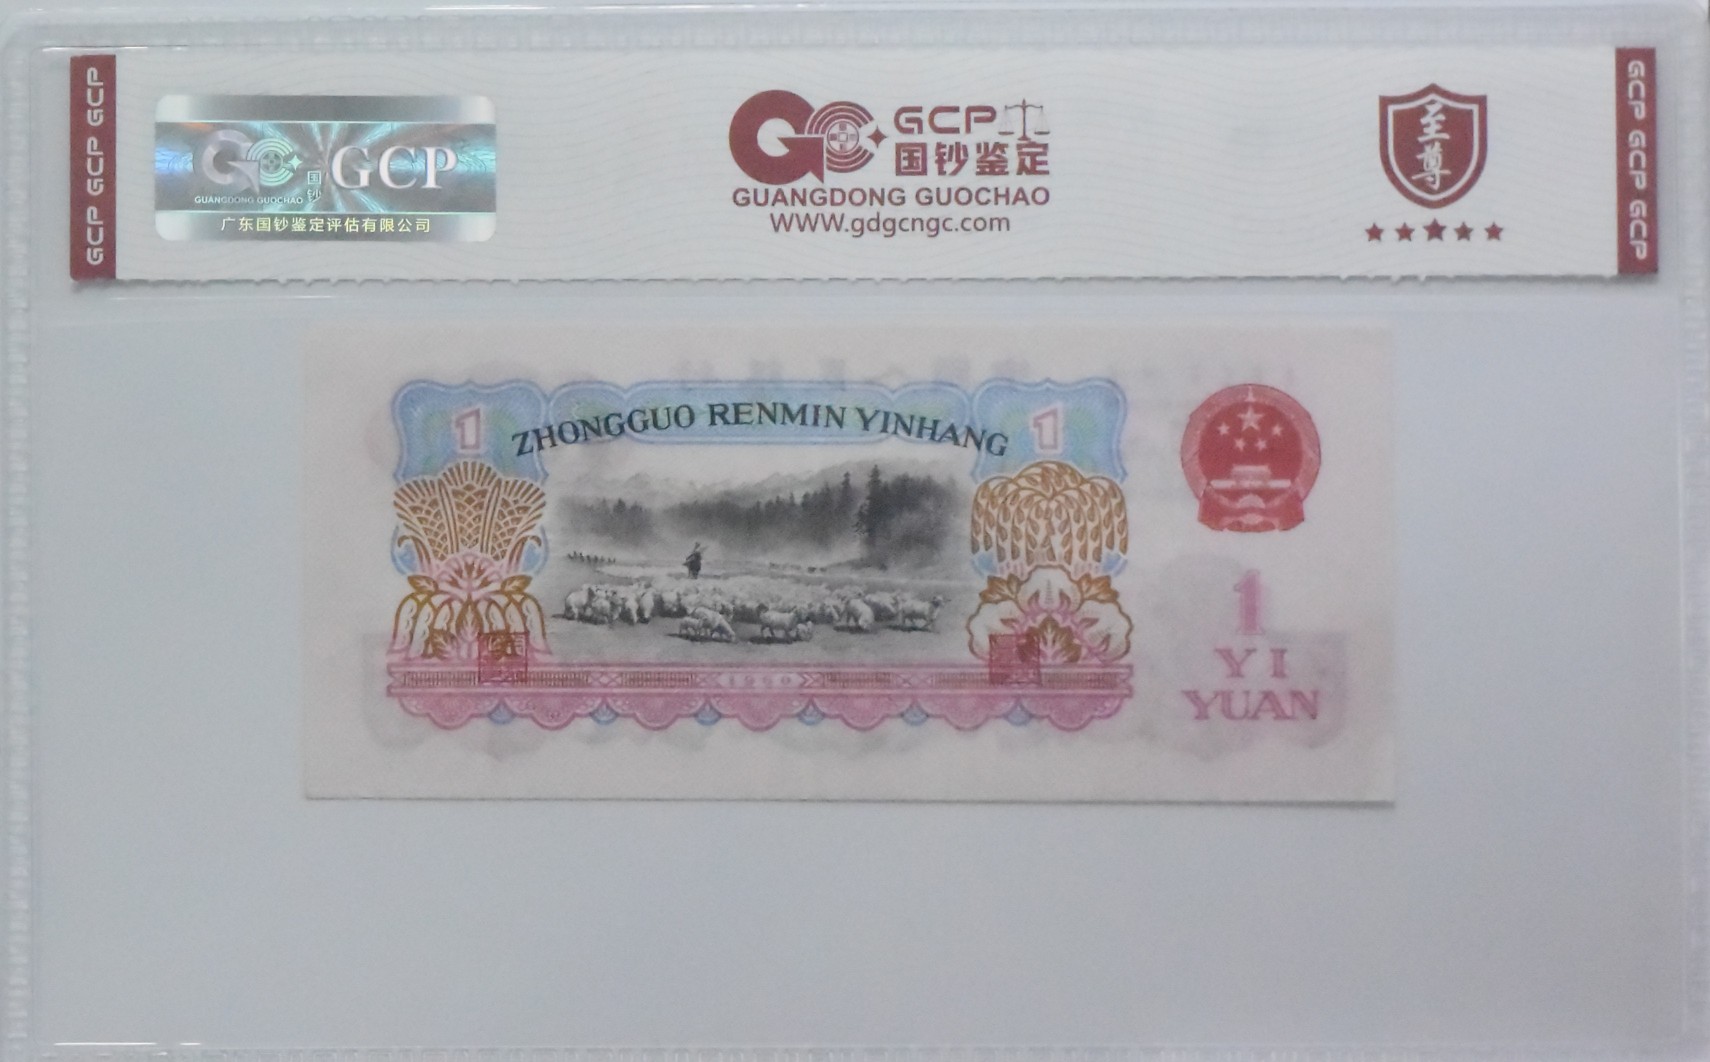 GCP GCP GCP
国钞
GCP
GUANGDONG GUOCHAO
广东国钞鉴定评估有限公司
GCP
国钞鉴定
GUANGDONG GUOCHAO
WWW.gdgcngc.com
至尊
GCP GCP GCP
1
ZHONGGUO RENMIN YINHANG
1
1960
1
YI
YUAN